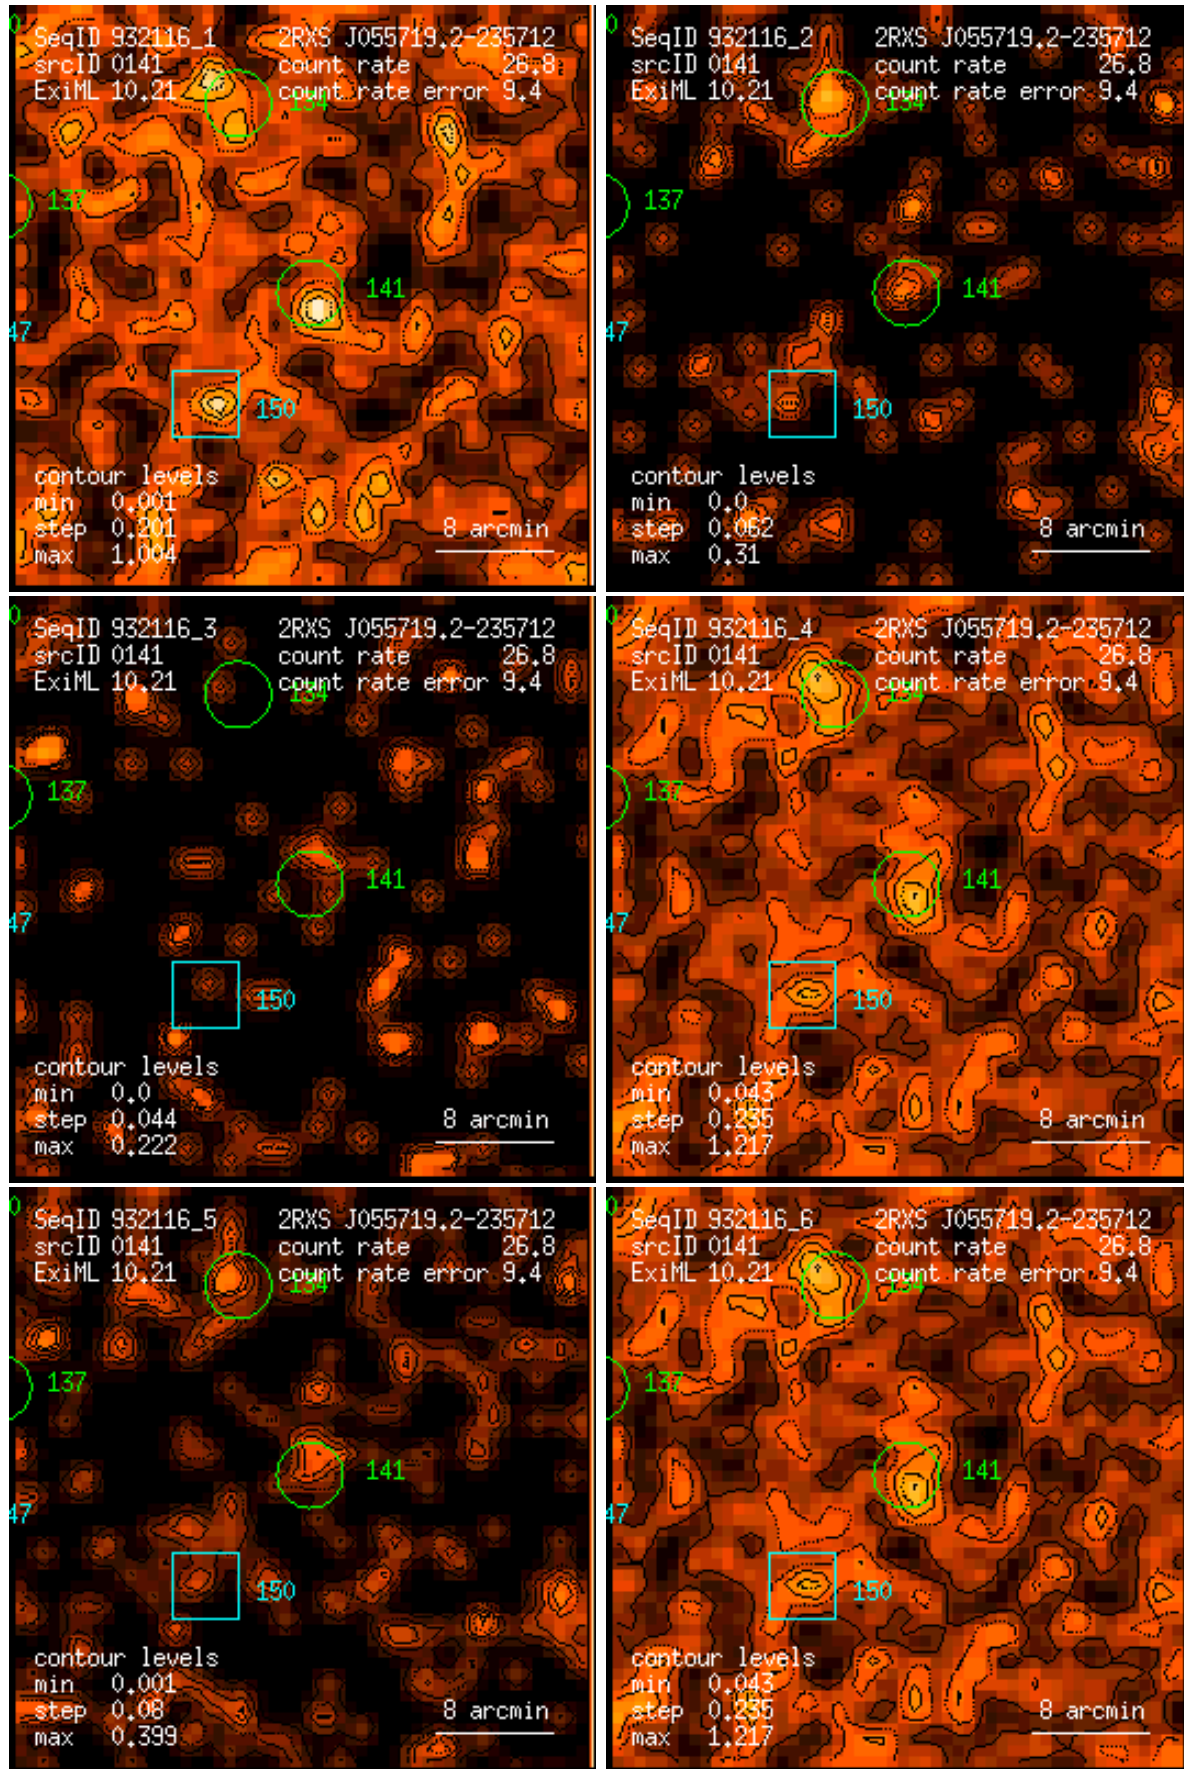 0
SeqID 932116_1 2RXS J055719.2-235712
srcID 0141 count rate 26.8
ExiML 10.21 count rate error 9.4
134
137
141
47
150
contour levels
min 0.001
step 0.201
max 1.004
8 arcmin
0
SeqID 932116_2 2RXS J055719.2-235712
srcID 0141 count rate 26.8
ExiML 10.21 count rate error 9.4
134
137
141
47
150
contour levels
min 0.0
step 0.062
max 0.31
8 arcmin
0
SeqID 932116_3 2RXS J055719.2-235712
srcID 0141 count rate 26.8
ExiML 10.21 count rate error 9.4
134
137
141
47
150
contour levels
min 0.0
step 0.044
max 0.222
8 arcmin
0
SeqID 932116_4 2RXS J055719.2-235712
srcID 0141 count rate 26.8
ExiML 10.21 count rate error 9.4
134
137
141
47
150
contour levels
min 0.043
step 0.235
max 1.217
8 arcmin
0
SeqID 932116_5 2RXS J055719.2-235712
srcID 0141 count rate 26.8
ExiML 10.21 count rate error 9.4
134
137
141
47
150
contour levels
min 0.001
step 0.08
max 0.399
8 arcmin
0
SeqID 932116_6 2RXS J055719.2-235712
srcID 0141 count rate 26.8
ExiML 10.21 count rate error 9.4
134
137
141
47
150
contour levels
min 0.043
step 0.235
max 1.217
8 arcmin